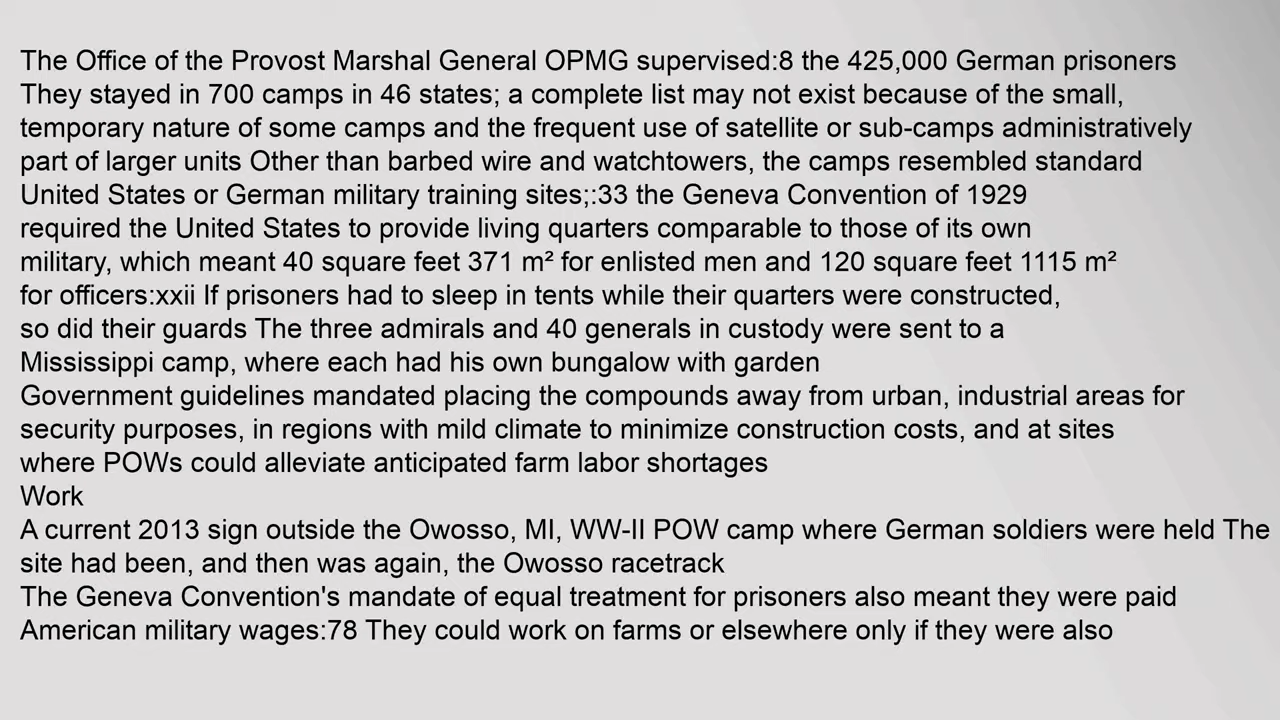 The Office of the Provost Marshal General OPMG supervised:8 the 425,000 German prisoners
They stayed in 700 camps in 46 states; a complete list may not exist because of the small,
temporary nature of some camps and the frequent use of satellite or sub-camps administratively
part of larger units Other than barbed wire and watchtowers, the camps resembled standard
United States or German military training sites;:33 the Geneva Convention of 1929
required the United States to provide living quarters comparable to those of its own
military, which meant 40 square feet 371 m² for enlisted men and 120 square feet 1115 m²
for officers:xxii If prisoners had to sleep in tents while their quarters were constructed,
so did their guards The three admirals and 40 generals in custody were sent to a
Mississippi camp, where each had his own bungalow with garden
Government guidelines mandated placing the compounds away from urban, industrial areas for
security purposes, in regions with mild climate to minimize construction costs, and at sites
where POWs could alleviate anticipated farm labor shortages
Work
A current 2013 sign outside the Owosso, MI, WW-II POW camp where German soldiers were held The
site had been, and then was again, the Owosso racetrack
The Geneva Convention's mandate of equal treatment for prisoners also meant they were paid
American military wages:78 They could work on farms or elsewhere only if they were also